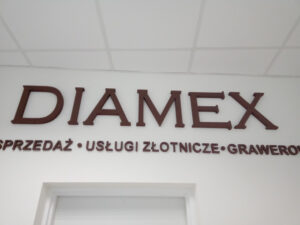 DIAMEX
SPRZEDAŻ • USŁUGI ZŁOTNICZE • GRAWERO